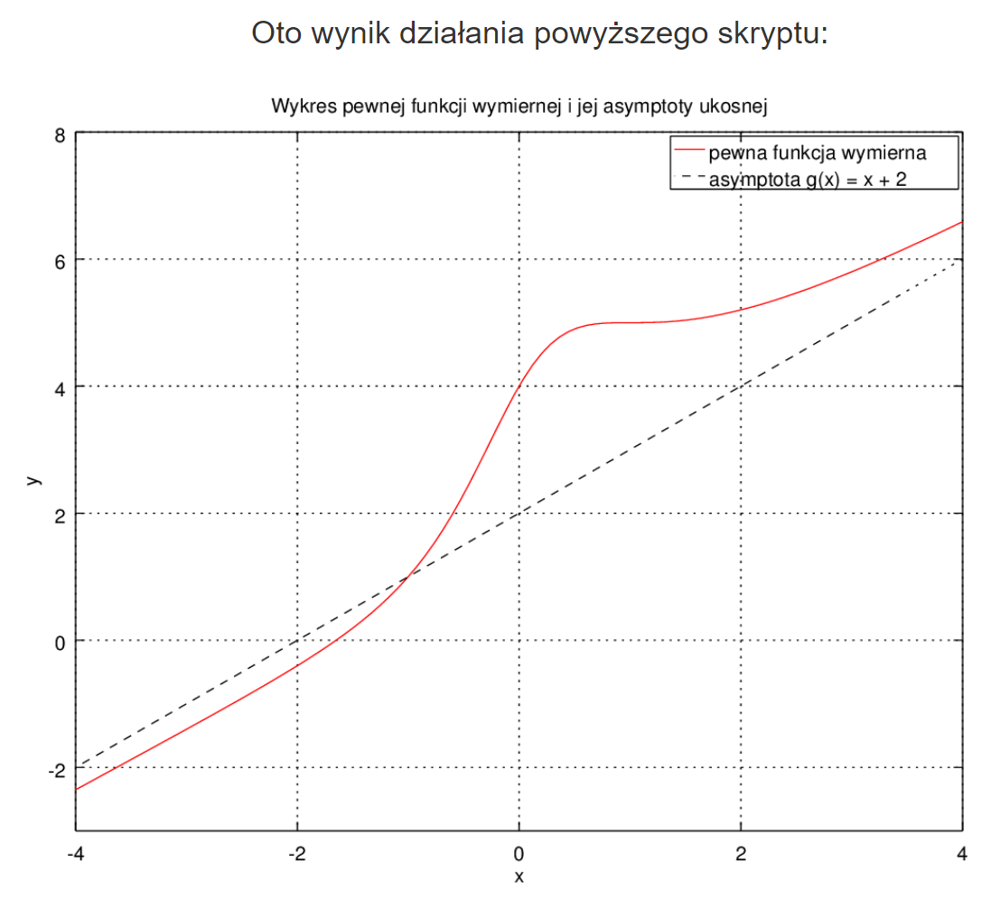 Oto wynik działania powyższego skryptu:
Wykres pewnej funkcji wymiernej i jej asymptoty ukosnej
pewna funkcja wymierna
asymptota g(x) = x + 2
8
6
4
2
0
-2
y
-4 -2 0 2 4
x